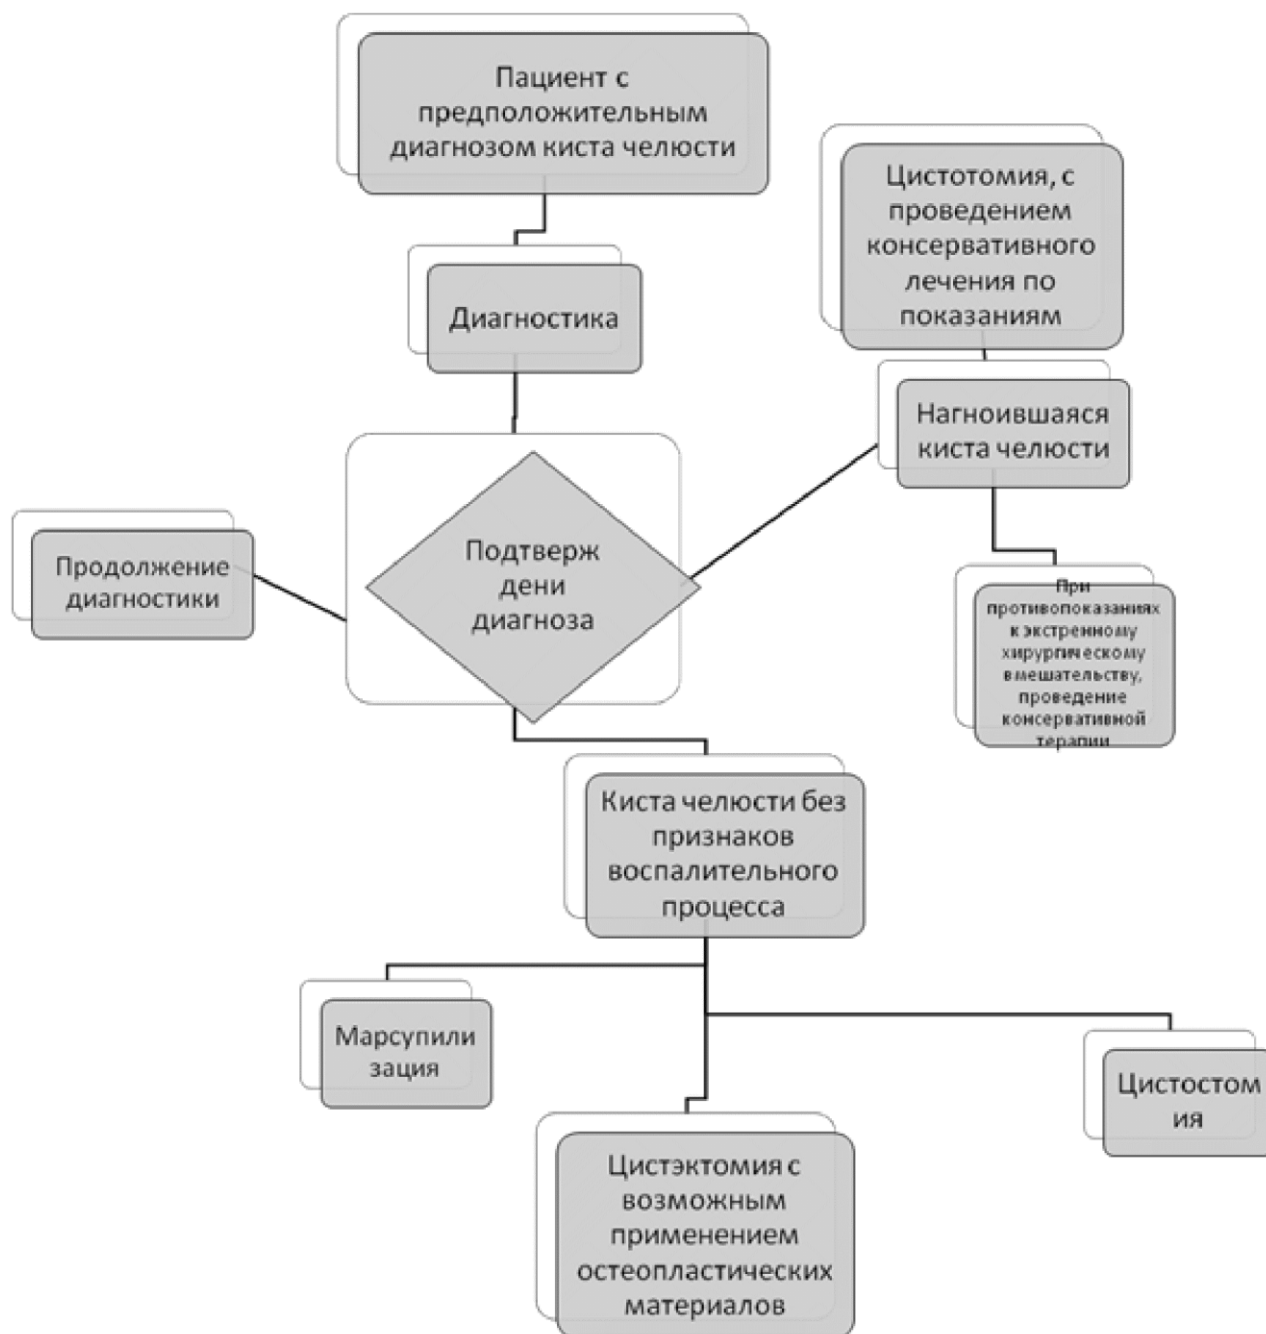 Пациент с
предположительным
диагнозом киста челюсти
Цистотомия, с
проведением
консервативного
лечения по
показаниям
Диагностика
Нагноившаяся
киста челюсти
Продолжение
диагностики
Подтверж
дени
диагноза
При
противопоказаниях
к экстренному
хирургическому
вмешательству,
проведение
консервативной
терапии
Киста челюсти без
признаков
воспалительного
процесса
Марсупили
зация
Цистостом
ия
Цистэктомия с
возможным
применением
остеопластических
материалов